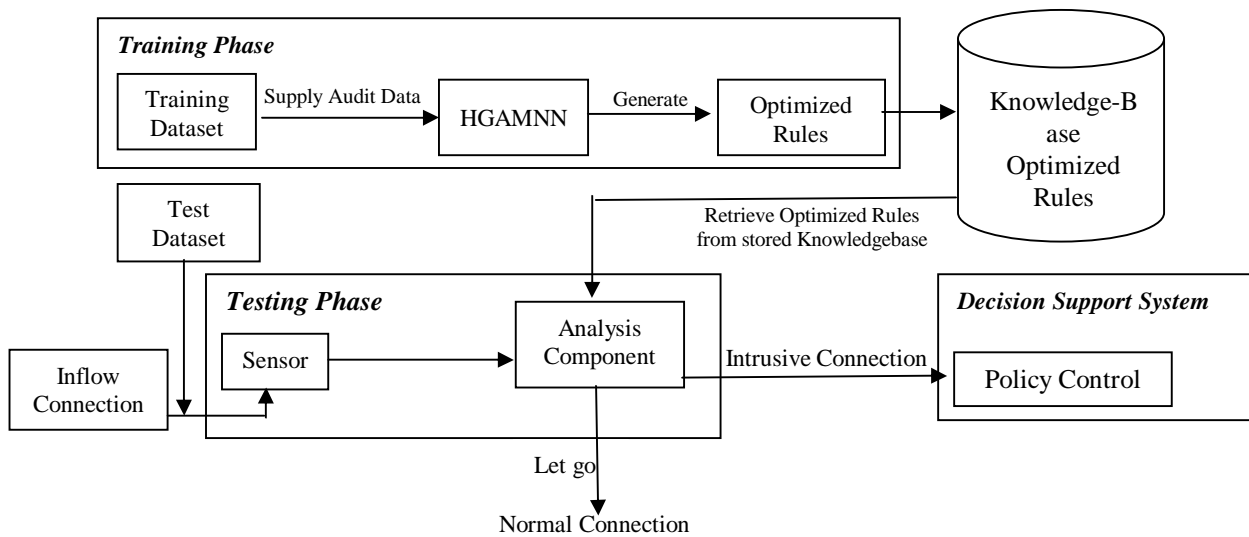 Training Phase
Training
Dataset
Supply Audit Data
HGAMNN
Generate
Optimized
Rules
Knowledge-B
ase
Optimized
Rules
Test
Dataset
Retrieve Optimized Rules
from stored Knowledgebase
Testing Phase
Sensor
Analysis
Component
Inflow
Connection
Intrusive Connection
Decision Support System
Policy Control
Let go
Normal Connection